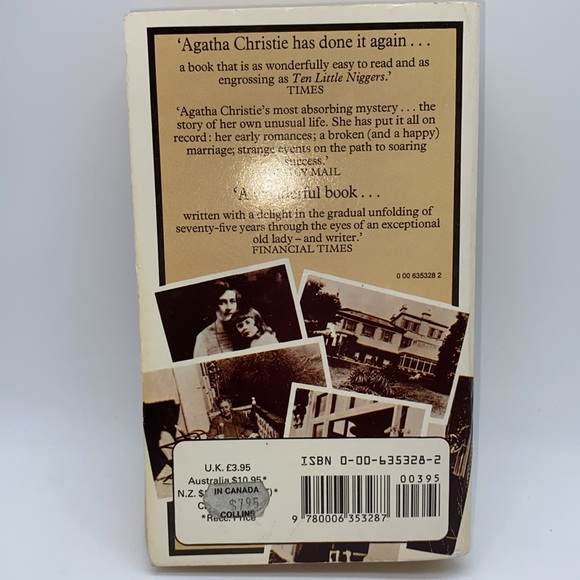 ‘Agatha Christie has done it again . . .
a book that is as wonderfully easy to read and as
engrossing as Ten Little Niggers.’
TIMES
‘Agatha Christie’s most absorbing mystery . . . the
story of her own unusual life. She has put it all on
record : her early romances; a broken (and a happy)
marriage; strange events on the path to soaring
success.’
MAIL
book . . .
written with a delight in the gradual unfolding of
seventy-five years through the eyes of an exceptional
old lady – and writer.’
FINANCIAL TIMES
0 00 635328 2
U.K. £3.95
Australia $10.95*
N.Z.
IN CANADA
$7.95
COLLINS
*Recc. Price
ISBN 0-00-635328-2
00395
9 780006 353287